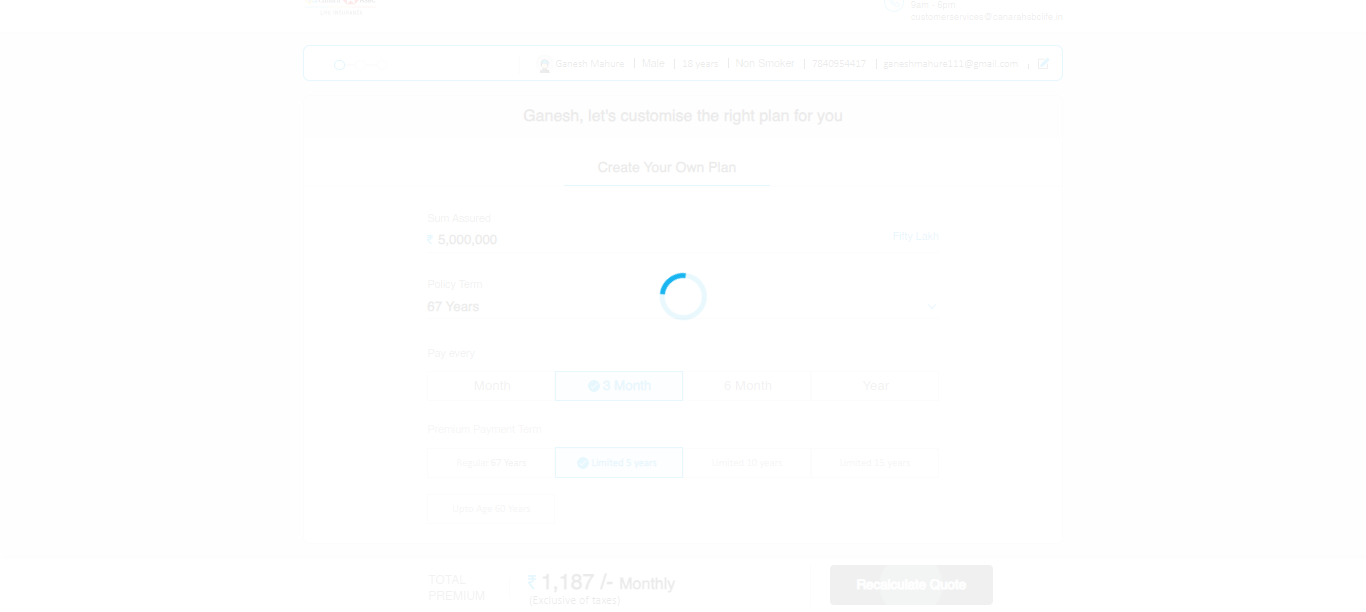 9am - 6pm
customerservice@canarahsbclife.in
Ganesh Mahure Male 18 years Non Smoker 7840954417 ganeshmahure111@gmail.com
Ganesh, let's customise the right plan for you
Create Your Own Plan
Sum Assured
₹ 5,000,000 Fifty Lakh
Policy Term
67 Years
Pay every
Month 3 Month 6 Month Year
Premium Payment Term
Regular 67 Years Limited 5 years Limited 10 years Limited 15 years
Upto Age 60 Years
TOTAL ₹ 1,187 /- Monthly Recalculate Quote
PREMIUM (Exclusive of taxes)